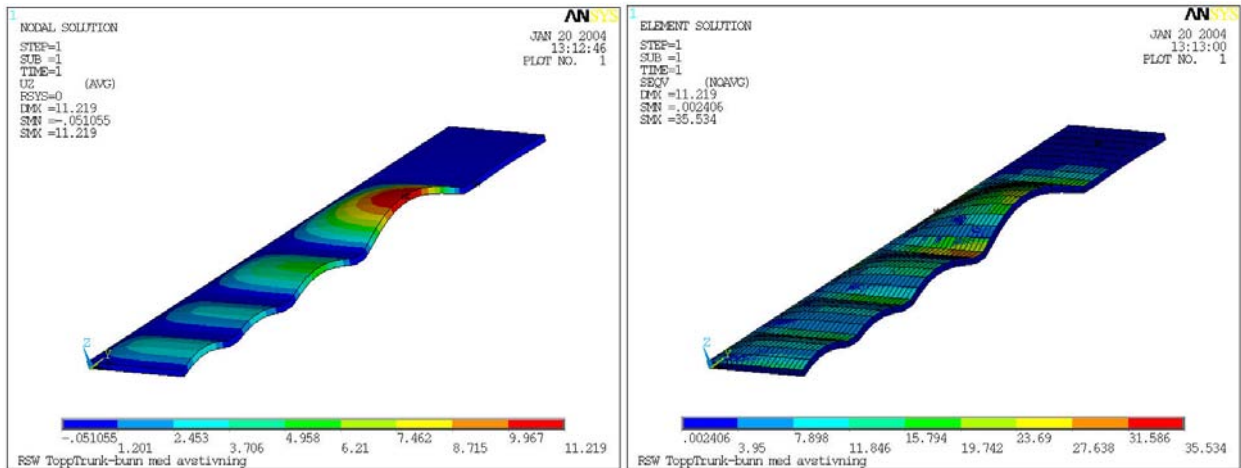 1
ANSYS
NODAL SOLUTION
JAN 20 2004
13:12:46
PLOT NO. 1
STEP=1
SUB =1
TIME=1
UZ (AVG)
RSYS=0
DMX =11.219
SMN =-.051055
SMX =11.219
Z
Y
-.051055 2.453 4.958 7.462 9.967
1.201 3.706 6.21 8.715 11.219
RSW ToppTrunk-bunn med avstivning
1
ANSYS
ELEMENT SOLUTION
JAN 20 2004
13:13:00
PLOT NO. 1
STEP=1
SUB =1
TIME=1
SEQV (NOAVG)
DMX =11.219
SMN =.002406
SMX =35.534
Z
.002406 7.898 15.794 23.69 31.586
3.95 11.846 19.742 27.638 35.534
RSW ToppTrunk-bunn med avstivning